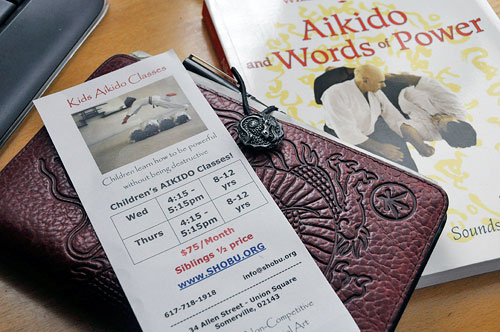 Kids Aikido Classes
Children learn how to be powerful
without being destructive
Children's AIKIDO Classes!
Wed 4:15 - 5:15pm 8-12 yrs
Thurs 4:15 - 5:15pm 8-12 yrs
$75/Month
Siblings ½ price
www.SHOBU.ORG
617-718-1918 info@shobu.org
34 Allen Street - Union Square
Somerville, 02143
Non-Competitive
Art
Aikido
and Words of Power
Sounds